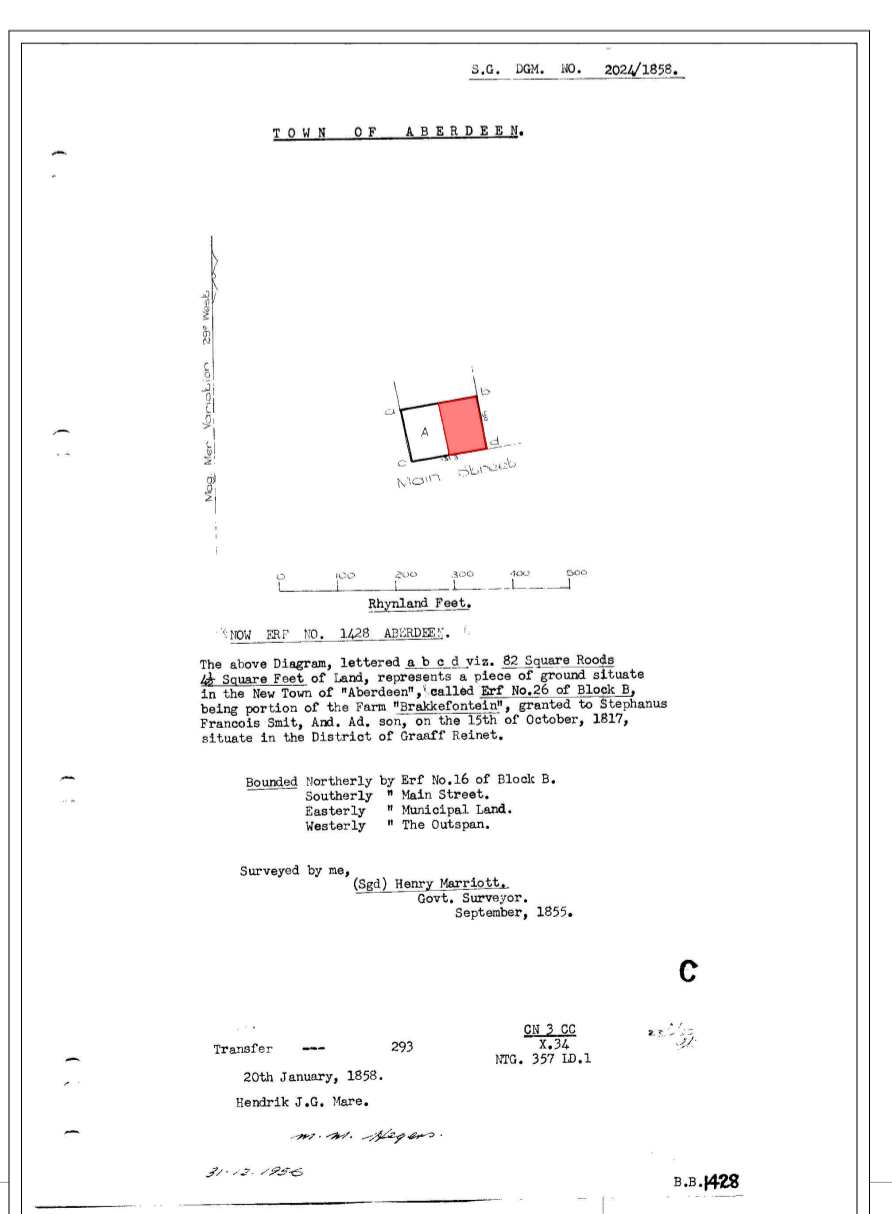 S.G. DGM. NO. 2024/1858.
TOWN OF ABERDEEN.
Mag. Mer. Variation 29° West
a
b
A
c
d
Main Street
0 100 200 300 400 500
Rhynland Feet.
NOW ERF NO. 1428 ABERDEEN.
The above Diagram, lettered a b c d viz. 82 Square Roods
4½ Square Feet of Land, represents a piece of ground situate
in the New Town of "Aberdeen", called Erf No.26 of Block B,
being portion of the Farm "Brakkefontein", granted to Stephanus
Francois Smit, And. Ad. son, on the 15th of October, 1817,
situate in the District of Graaff Reinet.
Bounded Northerly by Erf No.16 of Block B.
Southerly " Main Street.
Easterly " Municipal Land.
Westerly " The Outspan.
Surveyed by me,
(Sgd) Henry Marriott.
Govt. Surveyor.
September, 1855.
C
Transfer --- 293
CN 3 CC
X.34
NTG. 357 LD.1
20th January, 1858.
Hendrik J.G. Mare.
31.12.1956
B.B.1428